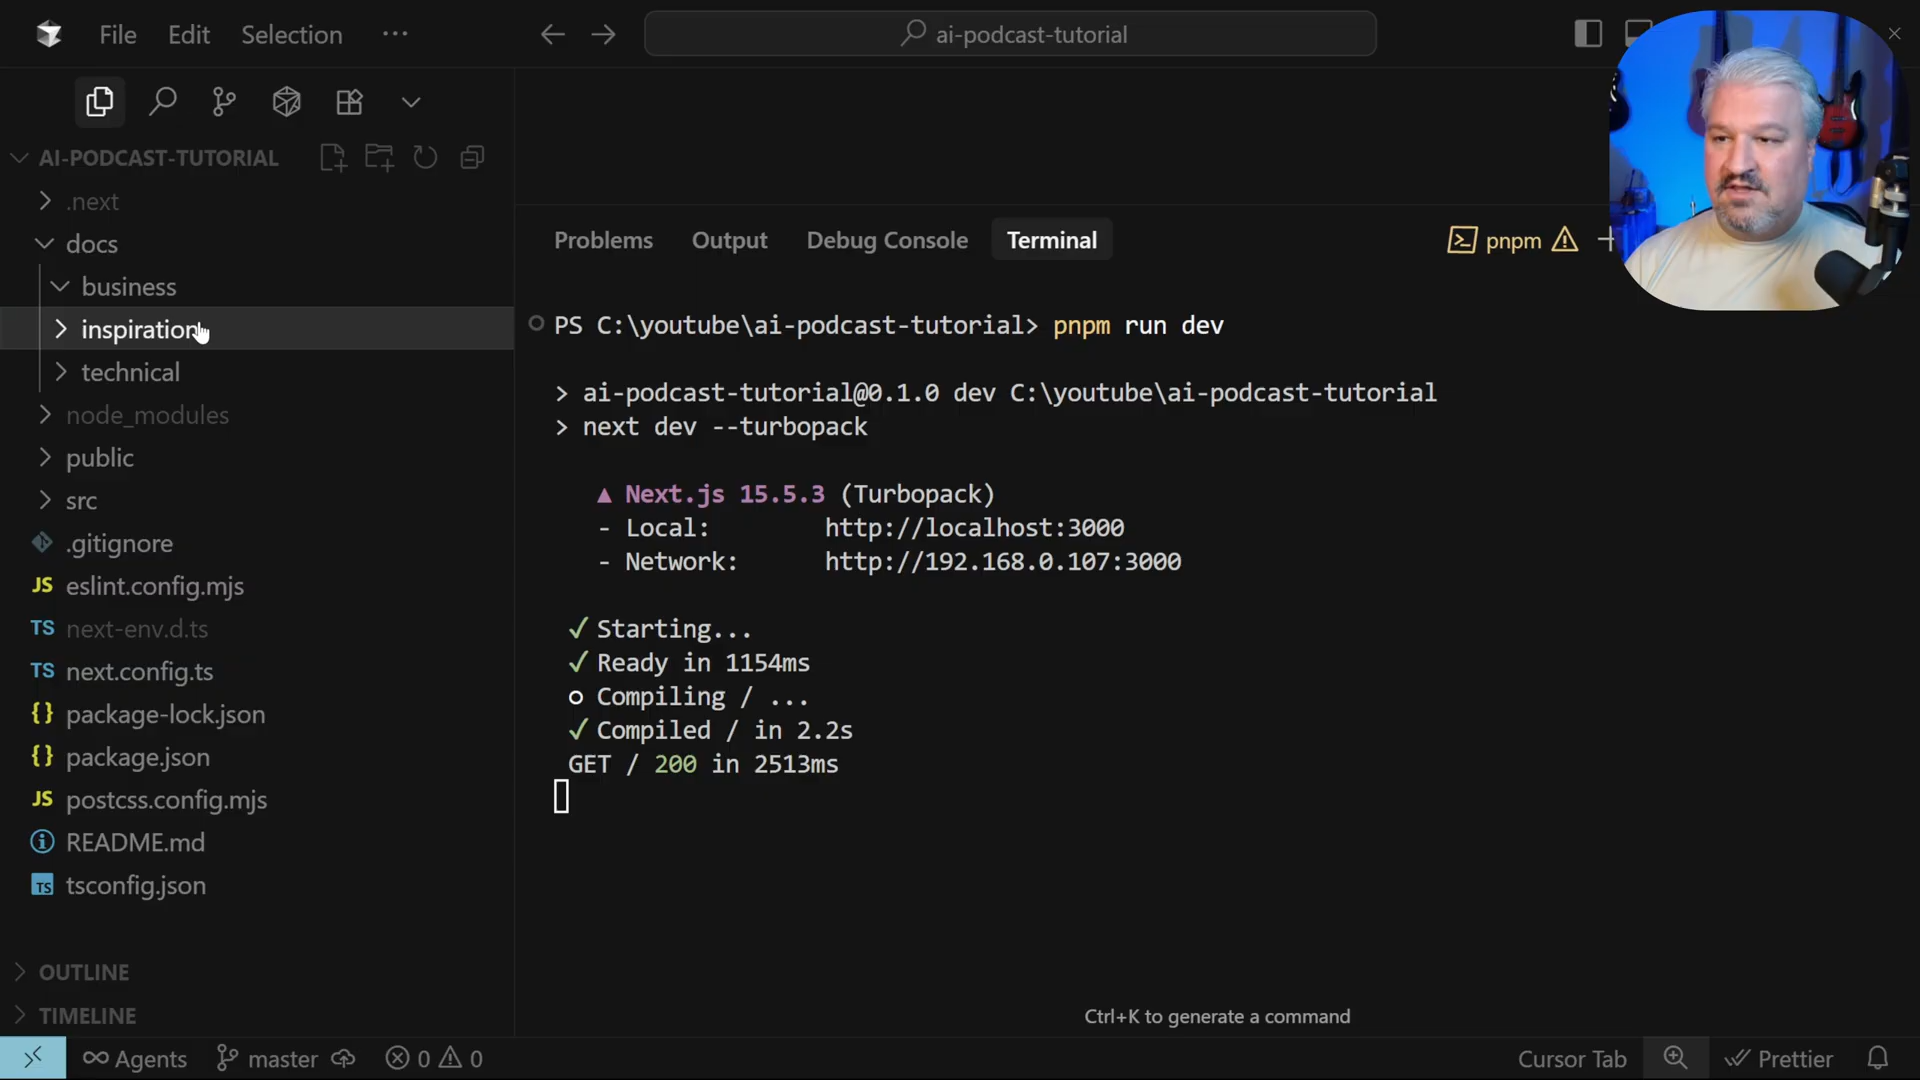 File Edit Selection ···
ai-podcast-tutorial
AI-PODCAST-TUTORIAL
.next
docs
business
inspiration
technical
node_modules
public
src
.gitignore
JS eslint.config.mjs
TS next-env.d.ts
TS next.config.ts
{} package-lock.json
{} package.json
JS postcss.config.mjs
README.md
TS tsconfig.json
OUTLINE
TIMELINE
Problems Output Debug Console Terminal
pnpm
PS C:\youtube\ai-podcast-tutorial> pnpm run dev
> ai-podcast-tutorial@0.1.0 dev C:\youtube\ai-podcast-tutorial
> next dev --turbopack
▲ Next.js 15.5.3 (Turbopack)
- Local: http://localhost:3000
- Network: http://192.168.0.107:3000
✓ Starting...
✓ Ready in 1154ms
○ Compiling / ...
✓ Compiled / in 2.2s
GET / 200 in 2513ms
Ctrl+K to generate a command
Agents master 0 0 Cursor Tab Prettier